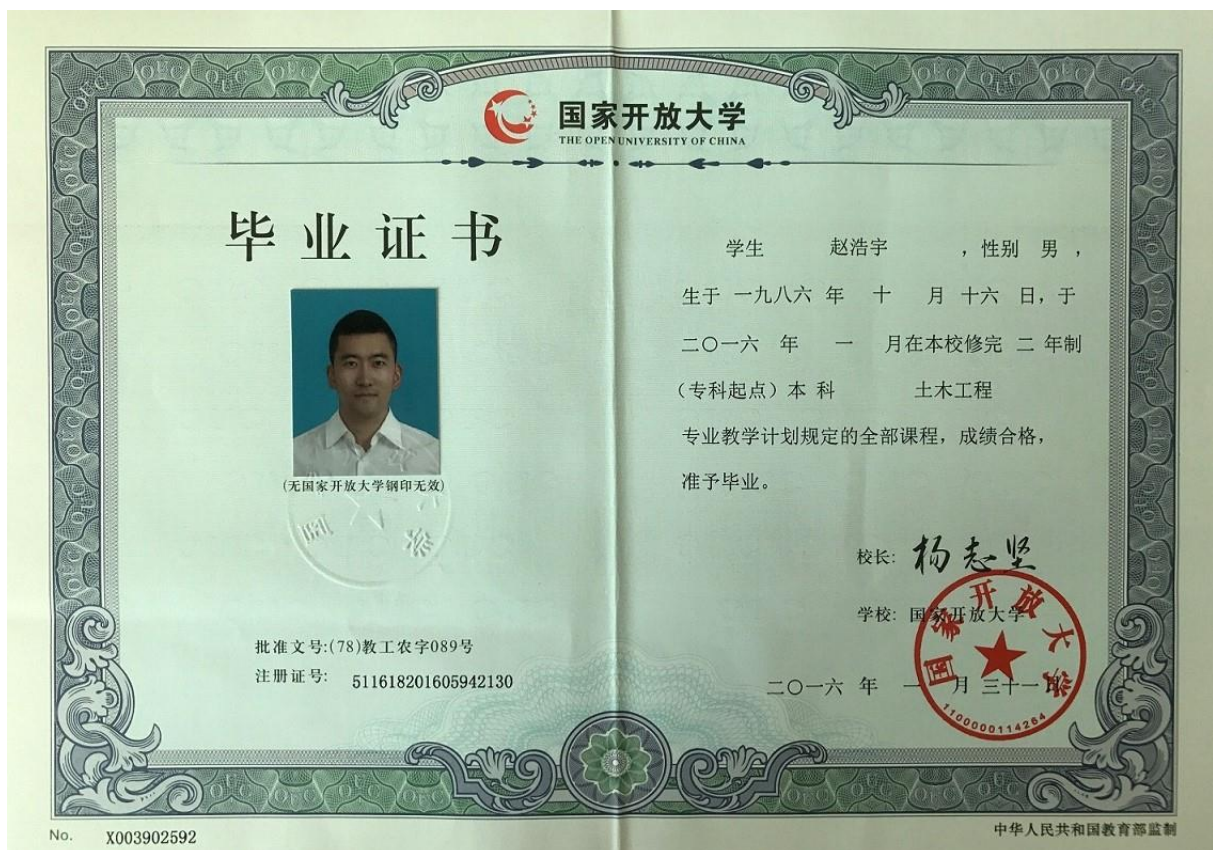 国家开放大学
THE OPEN UNIVERSITY OF CHINA
毕业证书
(无国家开放大学钢印无效)
批准文号:(78)教工农字089号
注册证号: 511618201605942130
学生 赵浩宇 ,性别 男 ,
生于 一九八六 年 十 月 十六 日,于
二〇一六 年 一 月在本校修完 二 年制
(专科起点)本 科 土木工程
专业教学计划规定的全部课程,成绩合格,
准予毕业。
校长: 杨志坚
学校: 国家开放大学
国家开放大学
1100000114264
二〇一六 年 一 月 三十一 日
No. X003902592
中华人民共和国教育部监制